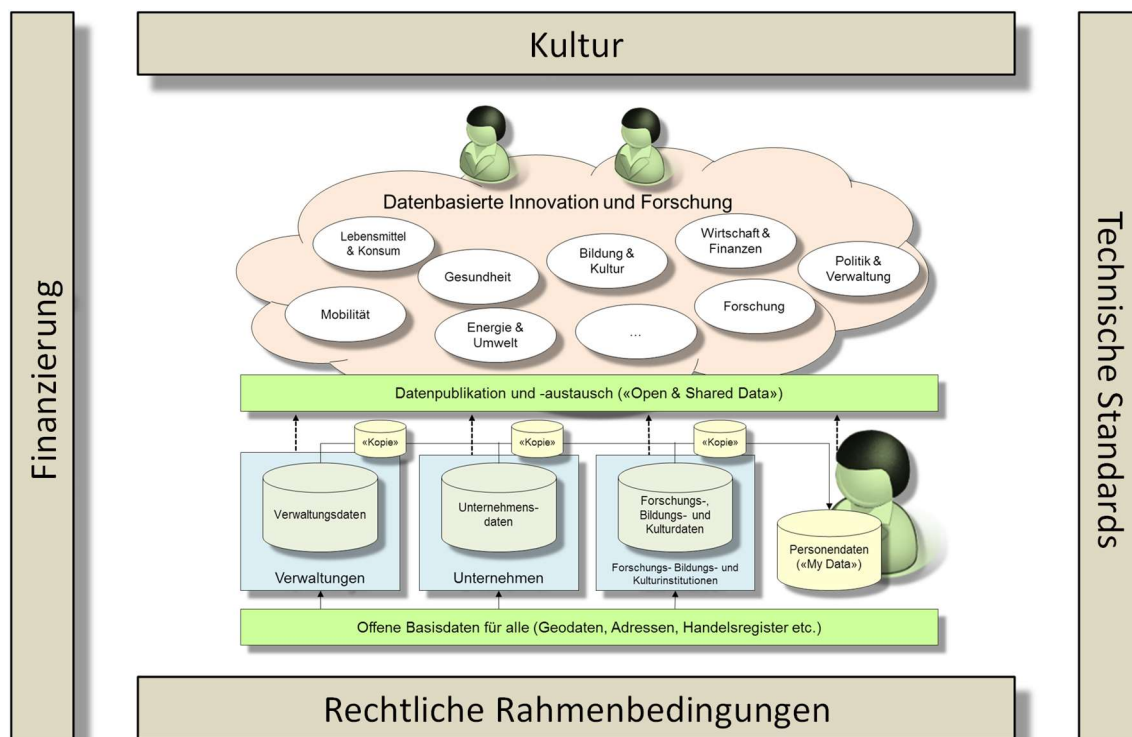 Kultur
Finanzierung
Technische Standards
Datenbasierte Innovation und Forschung
Lebensmittel
& Konsum
Gesundheit
Bildung &
Kultur
Wirtschaft &
Finanzen
Politik &
Verwaltung
Mobilität
Energie &
Umwelt
...
Forschung
Datenpublikation und -austausch («Open & Shared Data»)
«Kopie»
«Kopie»
«Kopie»
Verwaltungsdaten
Verwaltungen
Unternehmens-
daten
Unternehmen
Forschungs-,
Bildungs- und
Kulturdaten
Forschungs- Bildungs- und
Kulturinstitutionen
Personendaten
(«My Data»)
Offene Basisdaten für alle (Geodaten, Adressen, Handelsregister etc.)
Rechtliche Rahmenbedingungen